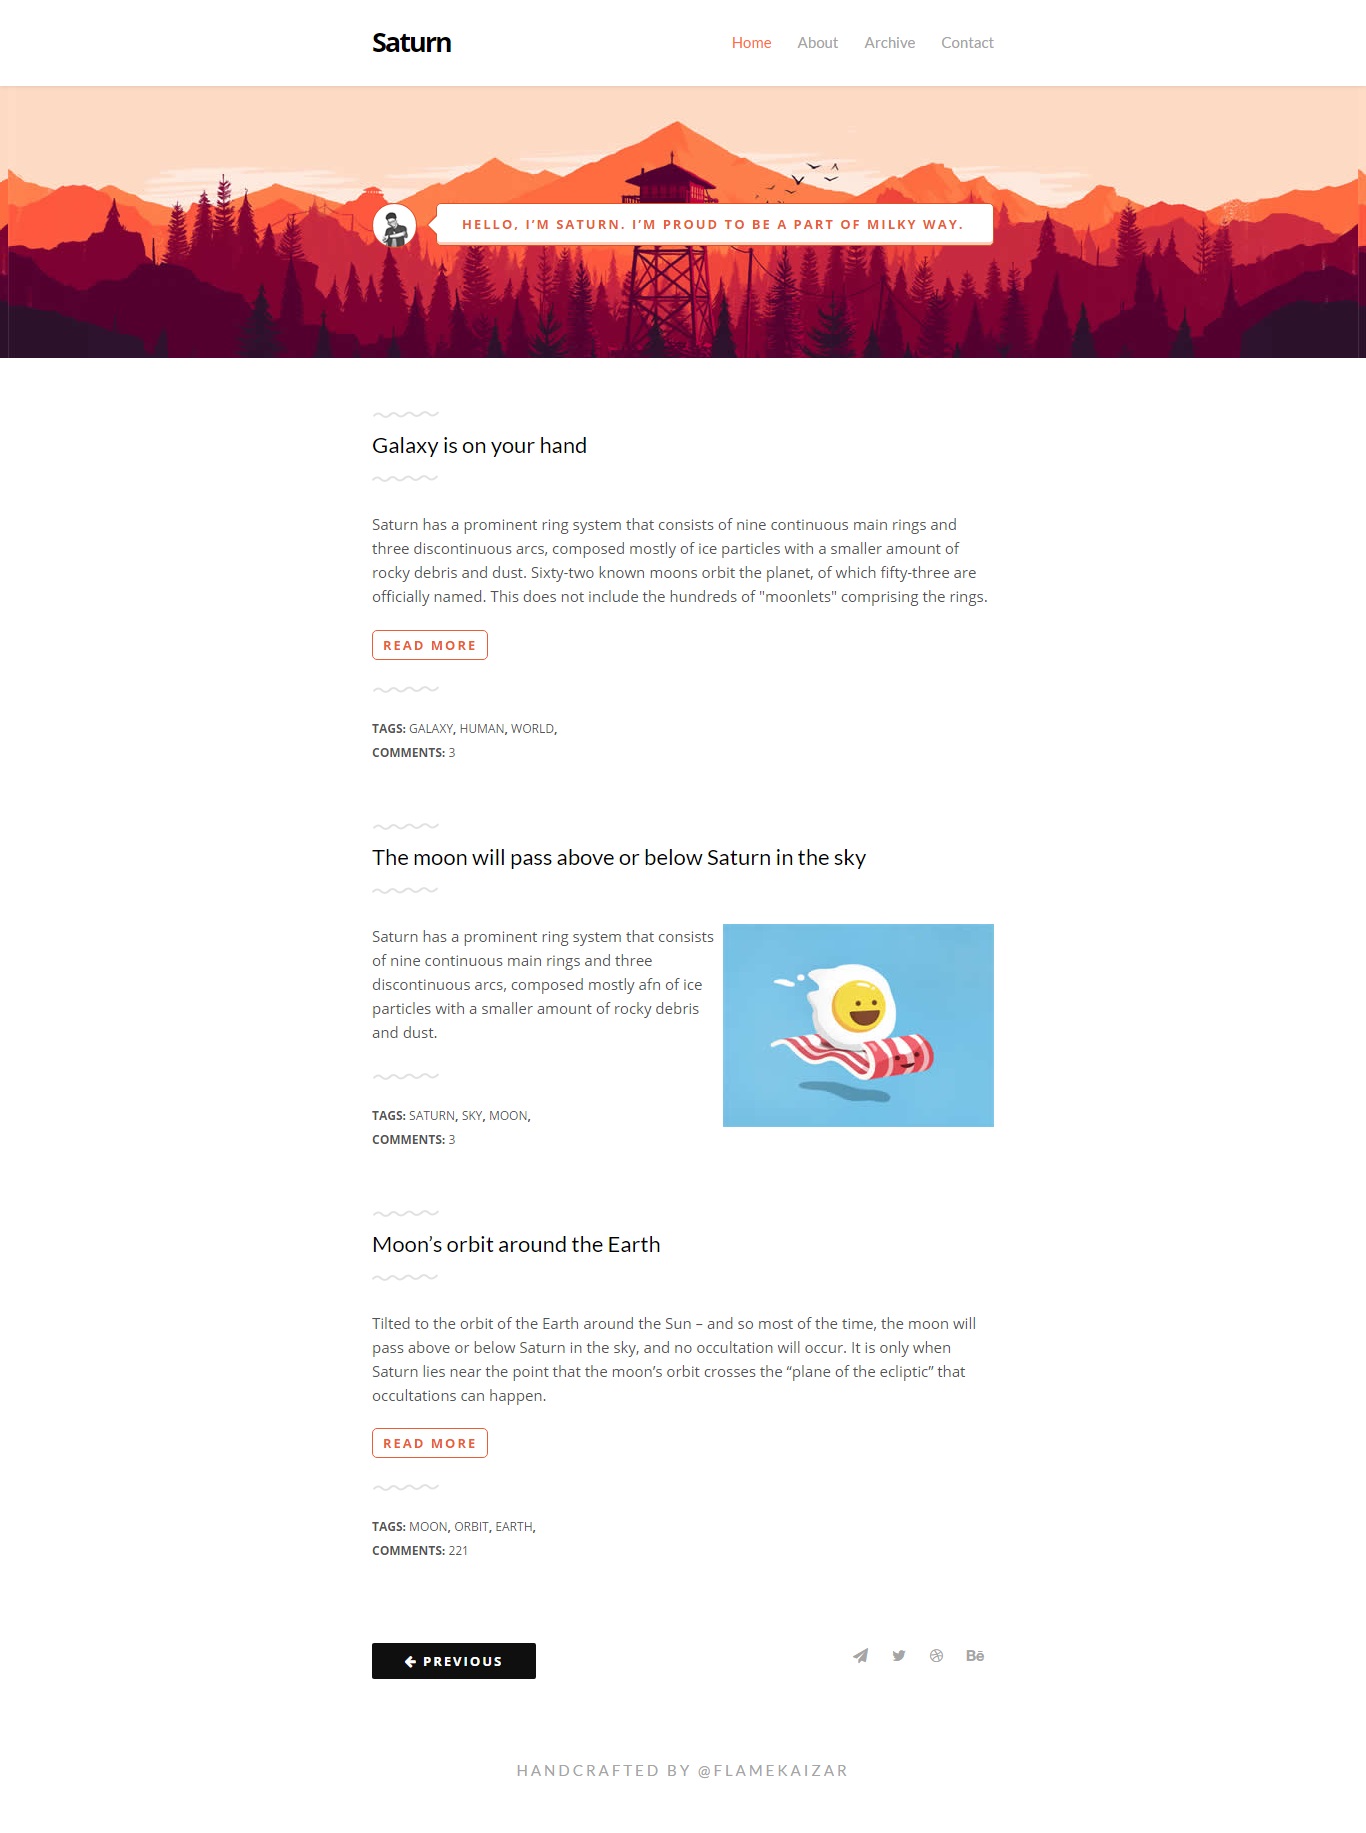 Saturn
Home About Archive Contact
HELLO, I’M SATURN. I’M PROUD TO BE A PART OF MILKY WAY.
Galaxy is on your hand
Saturn has a prominent ring system that consists of nine continuous main rings and
three discontinuous arcs, composed mostly of ice particles with a smaller amount of
rocky debris and dust. Sixty-two known moons orbit the planet, of which fifty-three are
officially named. This does not include the hundreds of "moonlets" comprising the rings.
READ MORE
TAGS: GALAXY, HUMAN, WORLD,
COMMENTS: 3
The moon will pass above or below Saturn in the sky
Saturn has a prominent ring system that consists
of nine continuous main rings and three
discontinuous arcs, composed mostly afn of ice
particles with a smaller amount of rocky debris
and dust.
TAGS: SATURN, SKY, MOON,
COMMENTS: 3
Moon’s orbit around the Earth
Tilted to the orbit of the Earth around the Sun – and so most of the time, the moon will
pass above or below Saturn in the sky, and no occultation will occur. It is only when
Saturn lies near the point that the moon’s orbit crosses the “plane of the ecliptic” that
occultations can happen.
READ MORE
TAGS: MOON, ORBIT, EARTH,
COMMENTS: 221
PREVIOUS
Bē
HANDCRAFTED BY @FLAMEKAIZAR